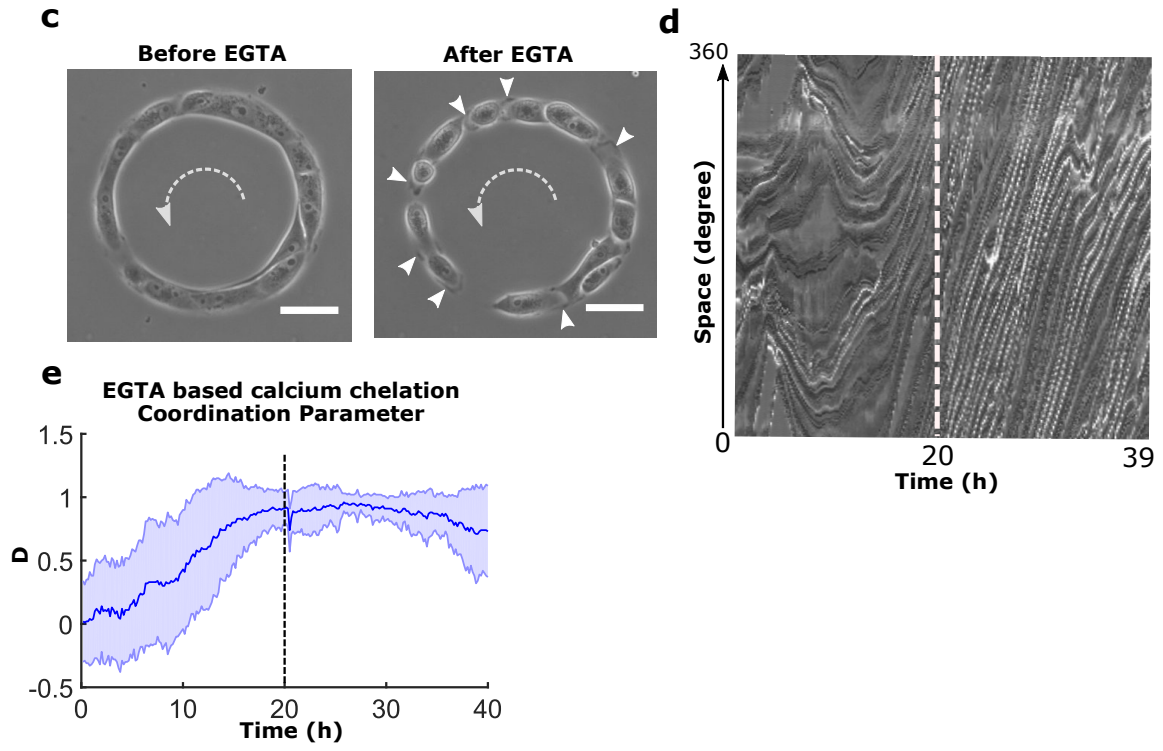 c
Before EGTA
After EGTA
d
360
Space (degree)
0
20
39
Time (h)
e
EGTA based calcium chelation
Coordination Parameter
1.5
1
0.5
0
-0.5
D
0
10
20
30
40
Time (h)